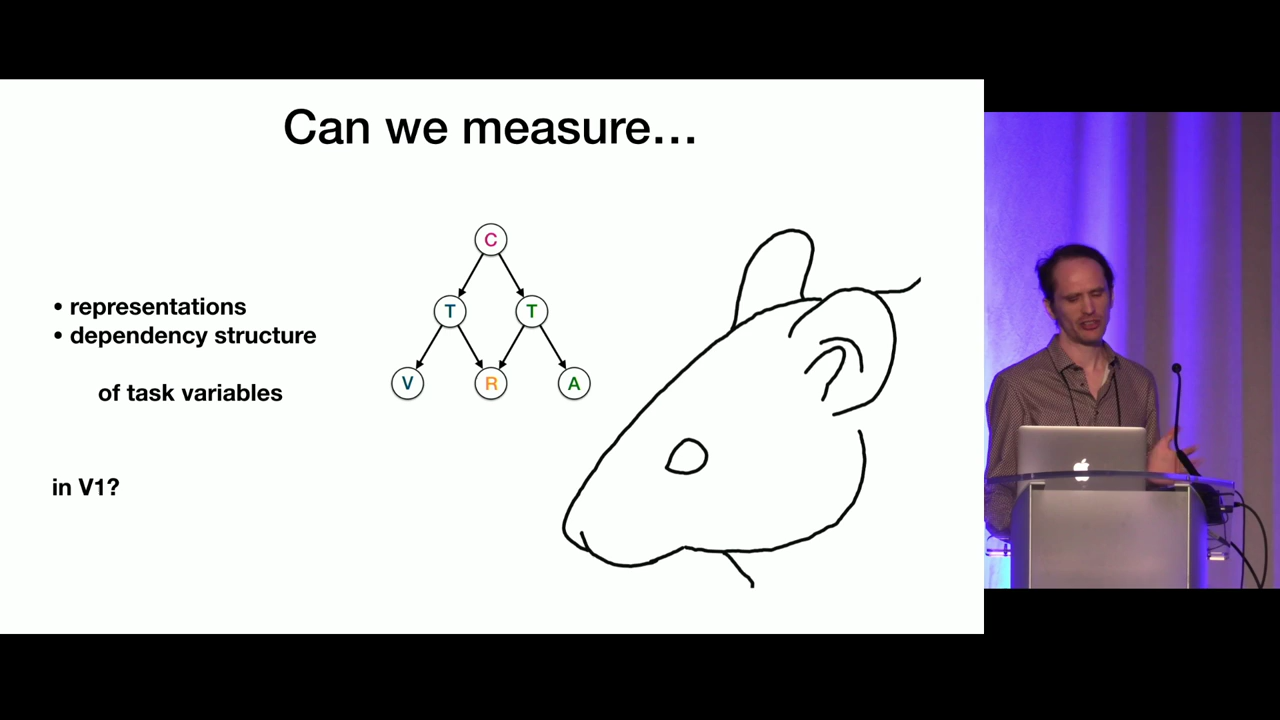 Can we measure…
C
• representations
T T
• dependency structure
V R A
of task variables
in V1?